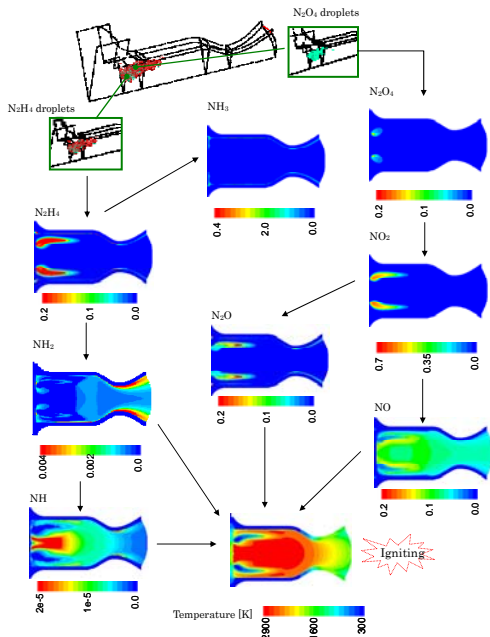 N₂O₄ droplets
N₂H₄ droplets
NH₃
N₂O₄
0.4
2.0
0.0
0.2
0.1
0.0
N₂H₄
NO₂
0.2
0.1
0.0
N₂O
0.7
0.35
0.0
NH₂
0.2
0.1
0.0
NO
0.004
0.002
0.0
0.2
0.1
0.0
NH
Igniting
2e-5
1e-5
0.0
Temperature [K]
2900
1600
300